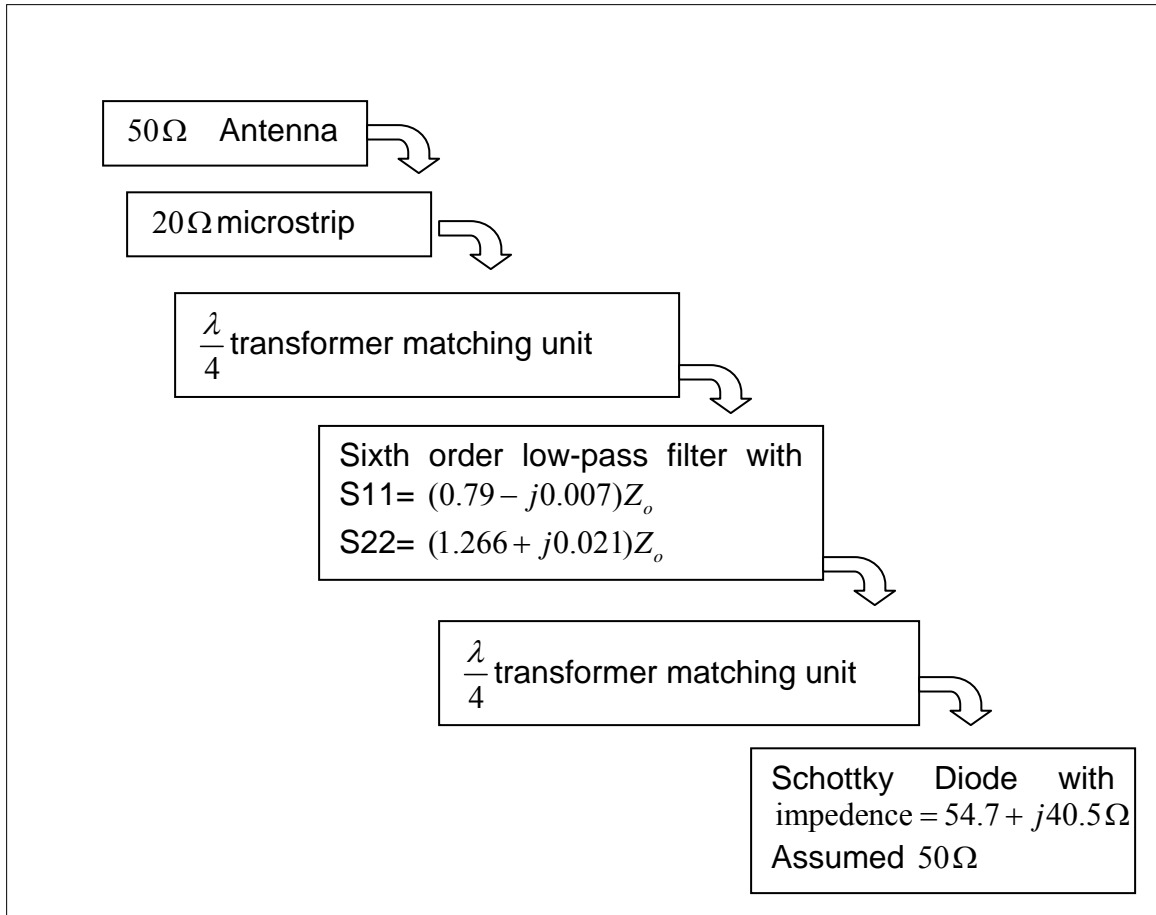 50Ω Antenna
20Ω microstrip
λ/4 transformer matching unit
Sixth order low-pass filter with
S11= (0.79 − j0.007)Zₒ
S22= (1.266 + j0.021)Zₒ
λ/4 transformer matching unit
Schottky Diode with
impedence = 54.7 + j40.5Ω
Assumed 50Ω